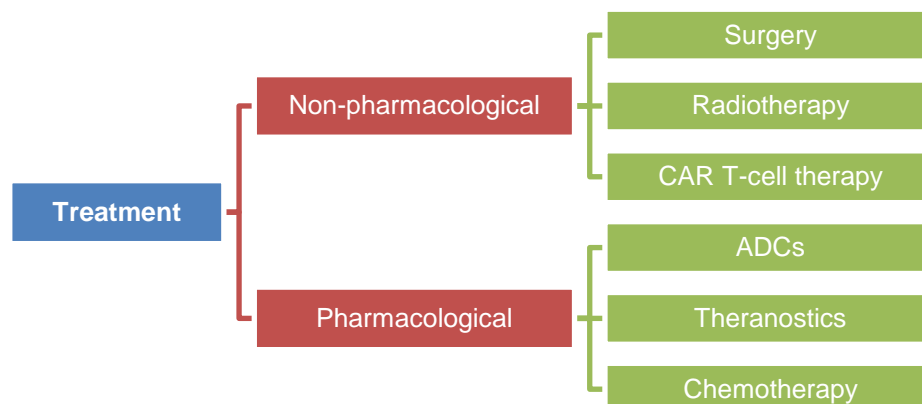 Treatment
Non-pharmacological
Surgery
Radiotherapy
CAR T-cell therapy
Pharmacological
ADCs
Theranostics
Chemotherapy